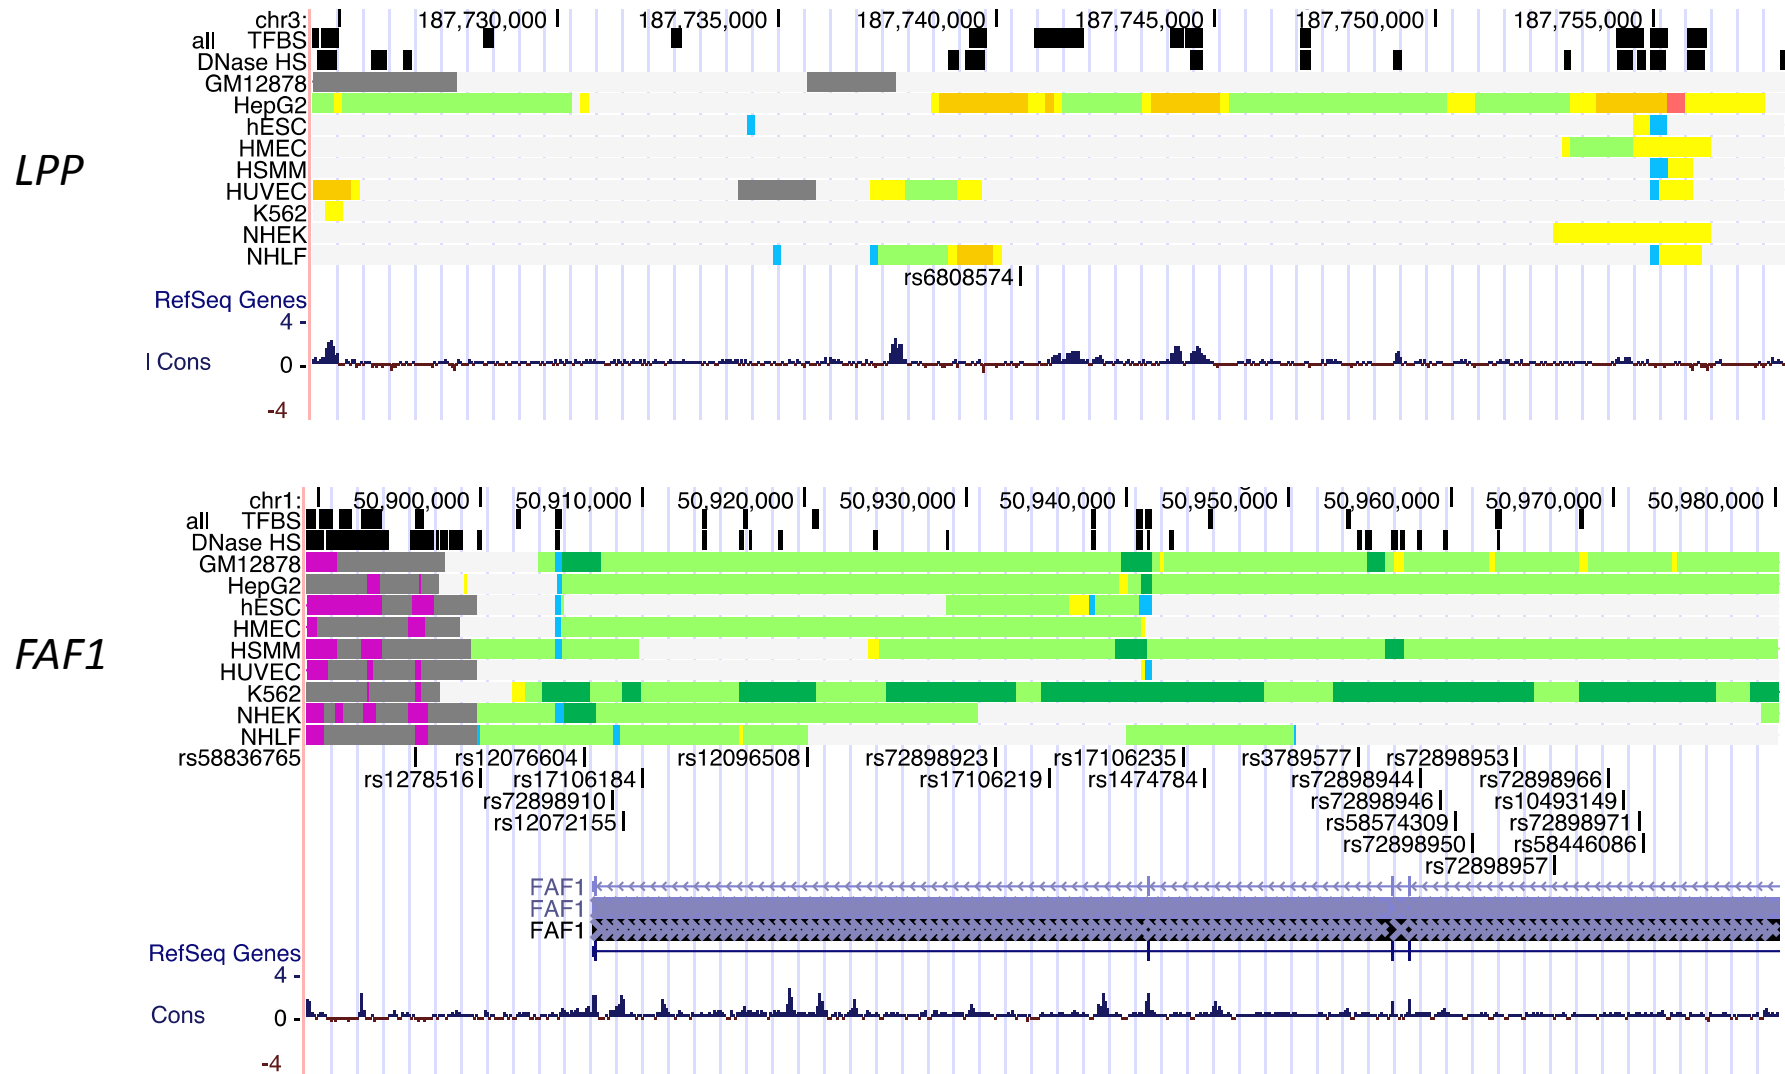 chr3: 187,730,000 187,735,000 187,740,000 187,745,000 187,750,000 187,755,000
all TFBS
DNase HS
GM12878
HepG2
hESC
HMEC
LPP
HSMM
HUVEC
K562
NHEK
NHLF
rs6808574
RefSeq Genes
4 -
l Cons
0 -
-4
chr1: 50,900,000 50,910,000 50,920,000 50,930,000 50,940,000 50,950,000 50,960,000 50,970,000 50,980,000
all TFBS
DNase HS
GM12878
HepG2
hESC
HMEC
FAF1
HSMM
HUVEC
K562
NHEK
NHLF
rs58836765 rs12076604 rs12096508 rs72898923 rs17106235 rs3789577 rs72898953
rs1278516 rs17106184 rs17106219 rs1474784 rs72898944 rs72898966
rs72898910 rs72898946 rs10493149
rs12072155 rs58574309 rs72898971
rs72898950 rs58446086
rs72898957
FAF1
FAF1
FAF1
RefSeq Genes
4 -
Cons
0 -
-4